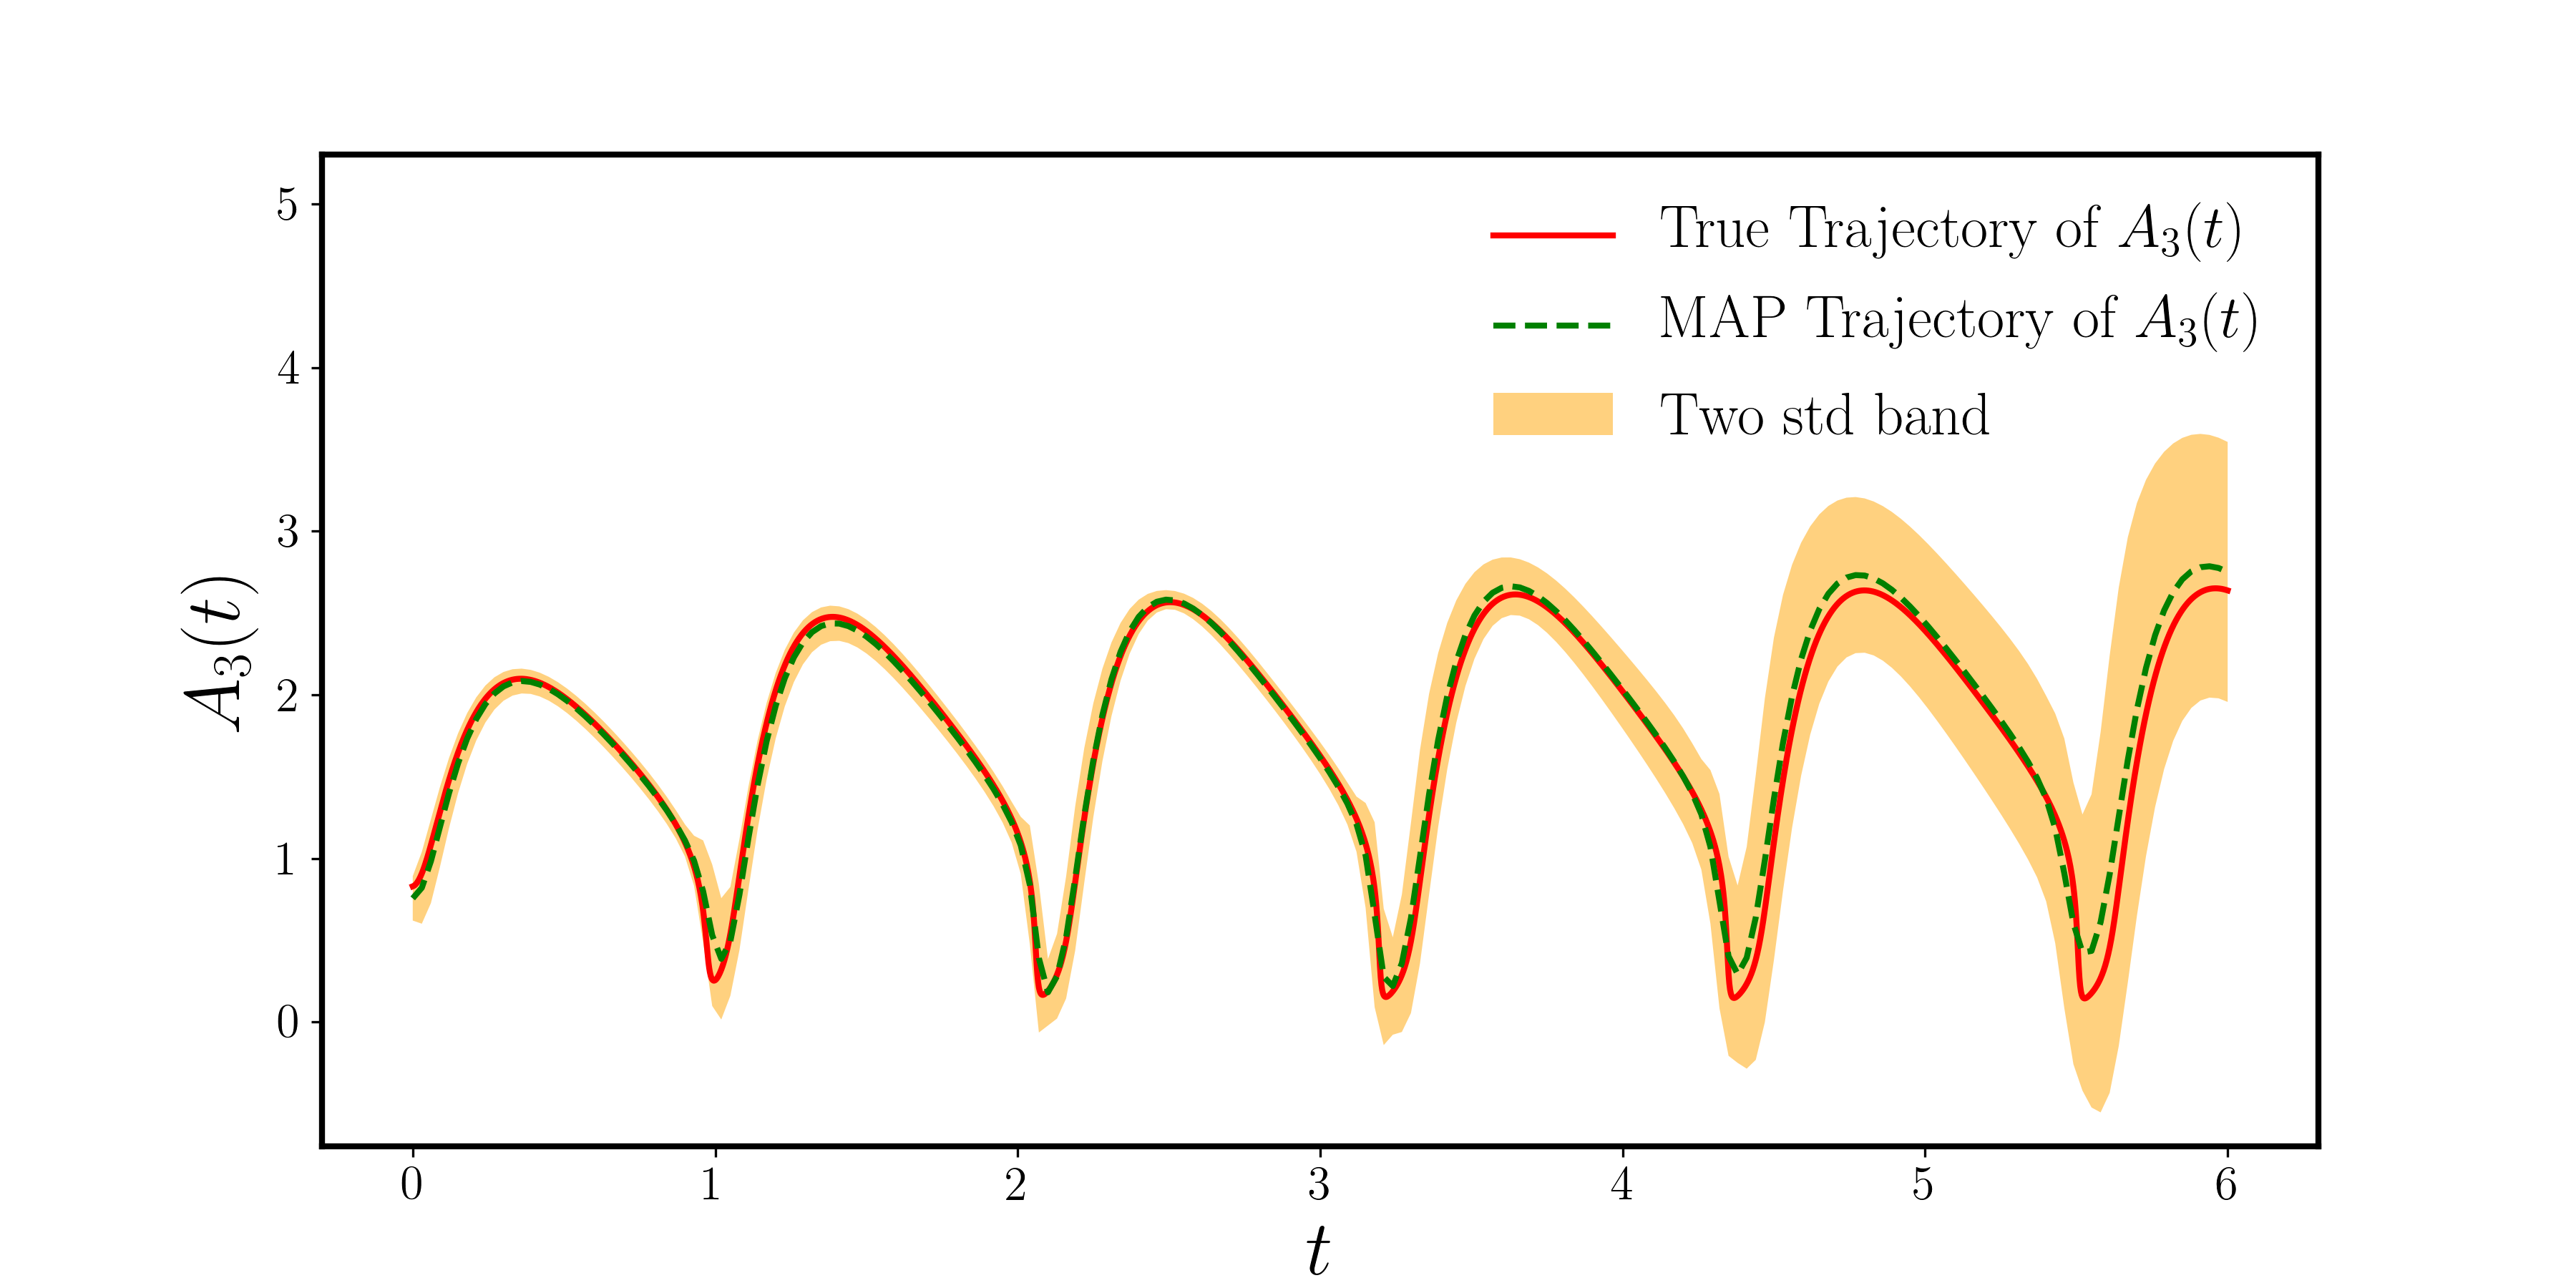 True Trajectory of A₃(t)
MAP Trajectory of A₃(t)
Two std band
A₃(t)
5
4
3
2
1
0
0 1 2 3 4 5 6
t